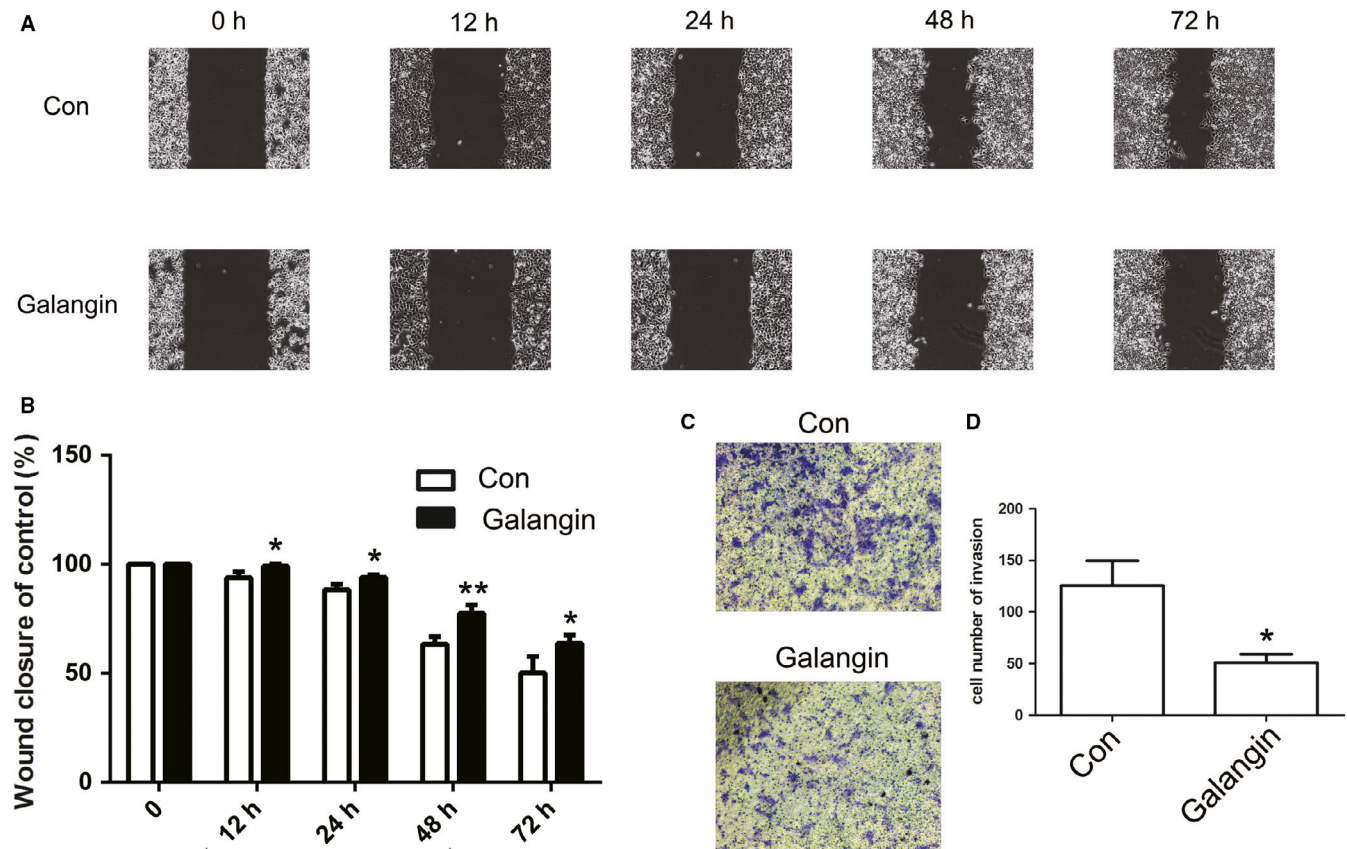 A
0 h
12 h
24 h
48 h
72 h
Con
Galangin
B
Wound closure of control (%)
150
100
50
0
Con
Galangin
*
*
**
*
0
12 h
24 h
48 h
72 h
C
Con
Galangin
D
cell number of invasion
200
150
100
50
0
*
Con
Galangin